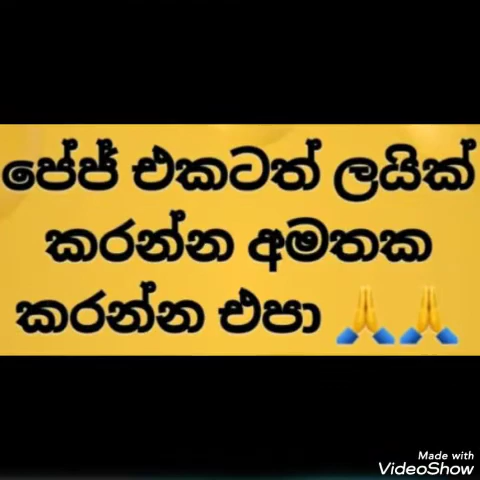 පේජ් එකටත් ලයික්
කරන්න අමතක
කරන්න එපා 🙏🙏
Made with
VideoShow